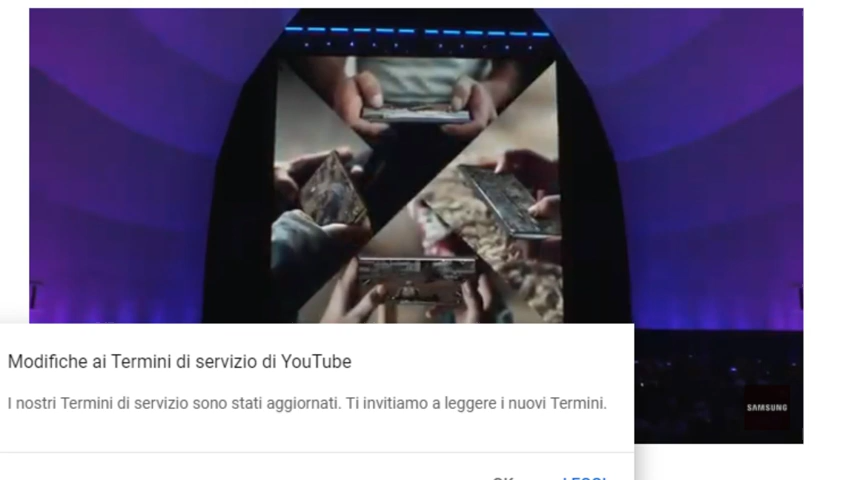 SAMSUNG
Modifiche ai Termini di servizio di YouTube
I nostri Termini di servizio sono stati aggiornati. Ti invitiamo a leggere i nuovi Termini.